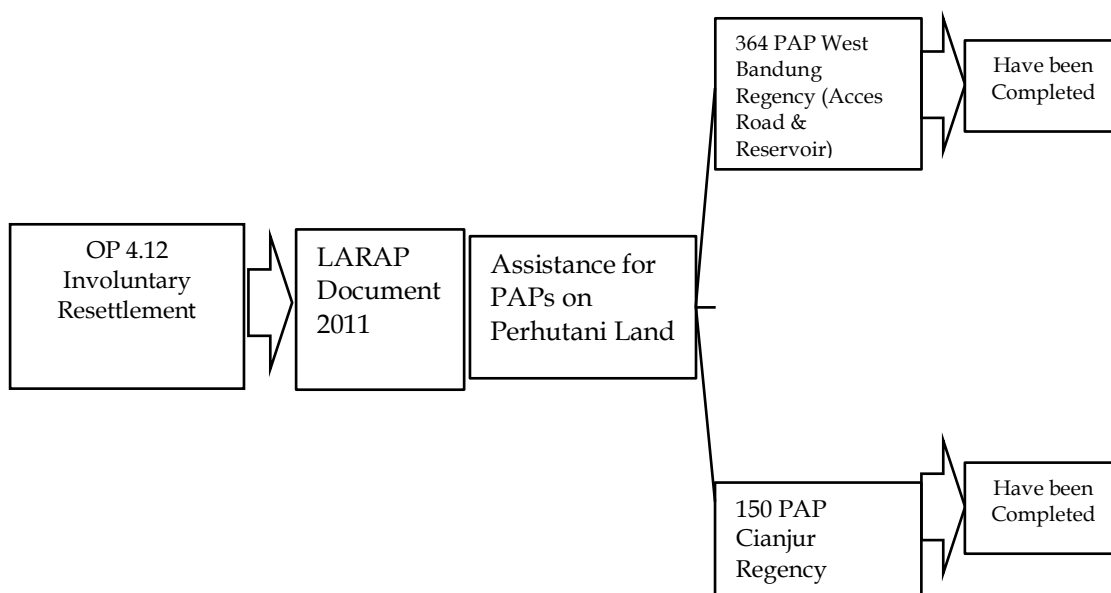 OP 4.12
Involuntary
Resettlement
LARAP
Document
2011
Assistance for
PAPs on
Perhutani Land
364 PAP West
Bandung
Regency (Acces
Road &
Reservoir)
Have been
Completed
150 PAP
Cianjur
Regency
Have been
Completed